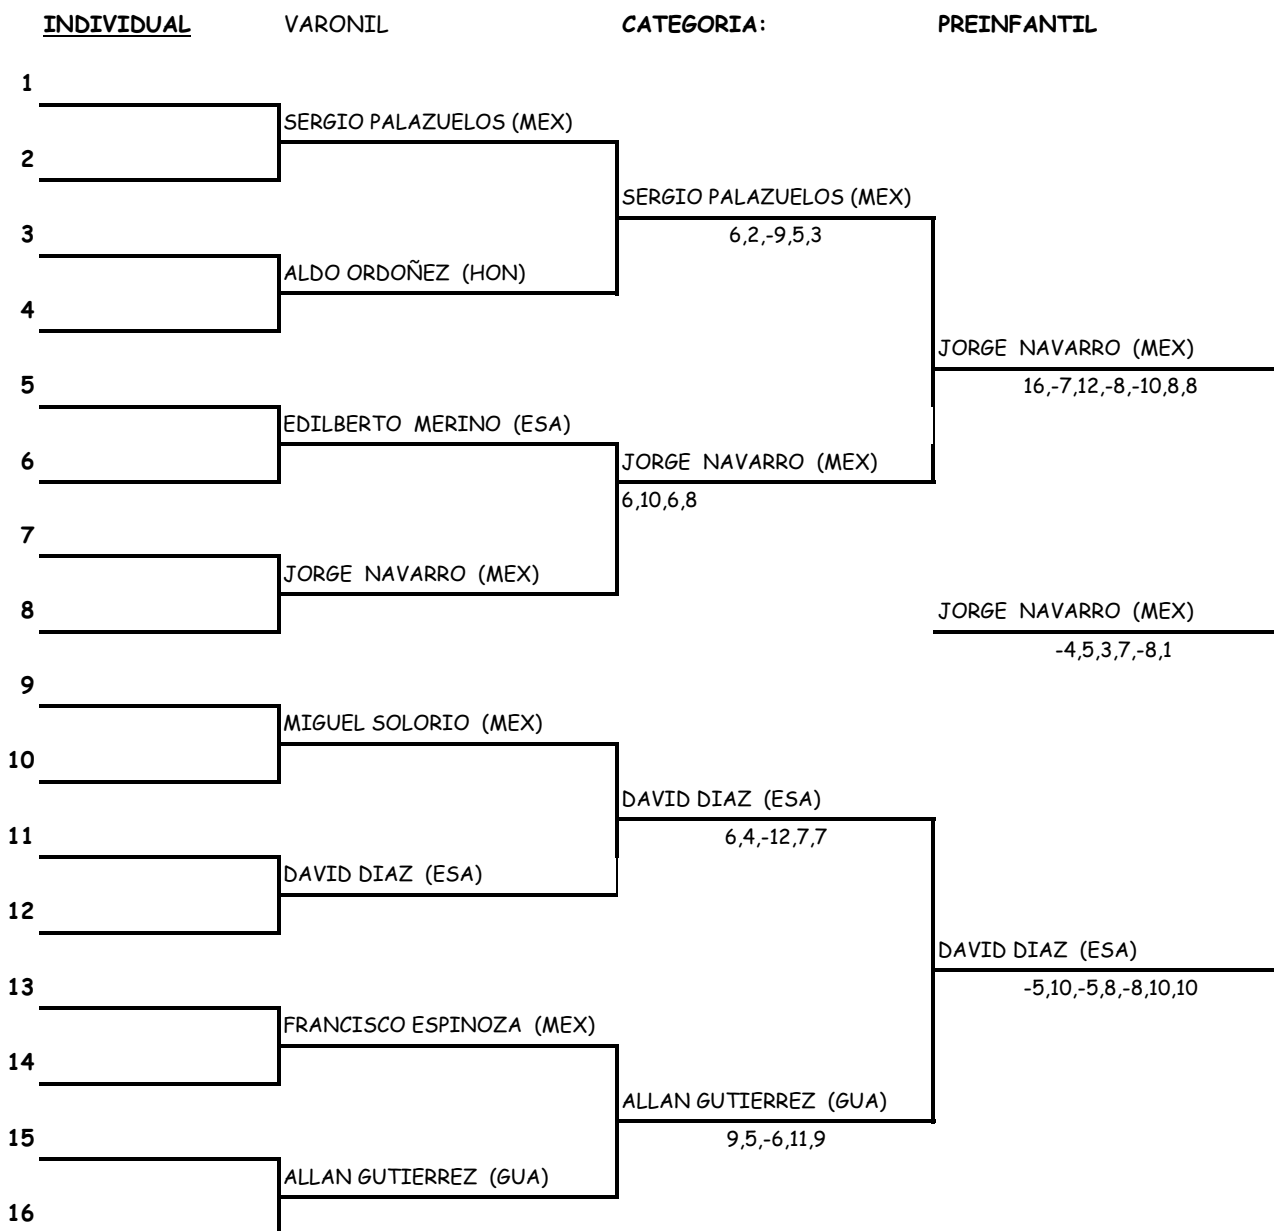 INDIVIDUAL VARONIL CATEGORIA: PREINFANTIL
1
SERGIO PALAZUELOS (MEX)
2
SERGIO PALAZUELOS (MEX)
3 6,2,-9,5,3
ALDO ORDOÑEZ (HON)
4
JORGE NAVARRO (MEX)
5 16,-7,12,-8,-10,8,8
EDILBERTO MERINO (ESA)
6 JORGE NAVARRO (MEX)
6,10,6,8
7
JORGE NAVARRO (MEX)
8 JORGE NAVARRO (MEX)
-4,5,3,7,-8,1
9
MIGUEL SOLORIO (MEX)
10
DAVID DIAZ (ESA)
11 6,4,-12,7,7
DAVID DIAZ (ESA)
12
DAVID DIAZ (ESA)
13 -5,10,-5,8,-8,10,10
FRANCISCO ESPINOZA (MEX)
14
ALLAN GUTIERREZ (GUA)
15 9,5,-6,11,9
ALLAN GUTIERREZ (GUA)
16